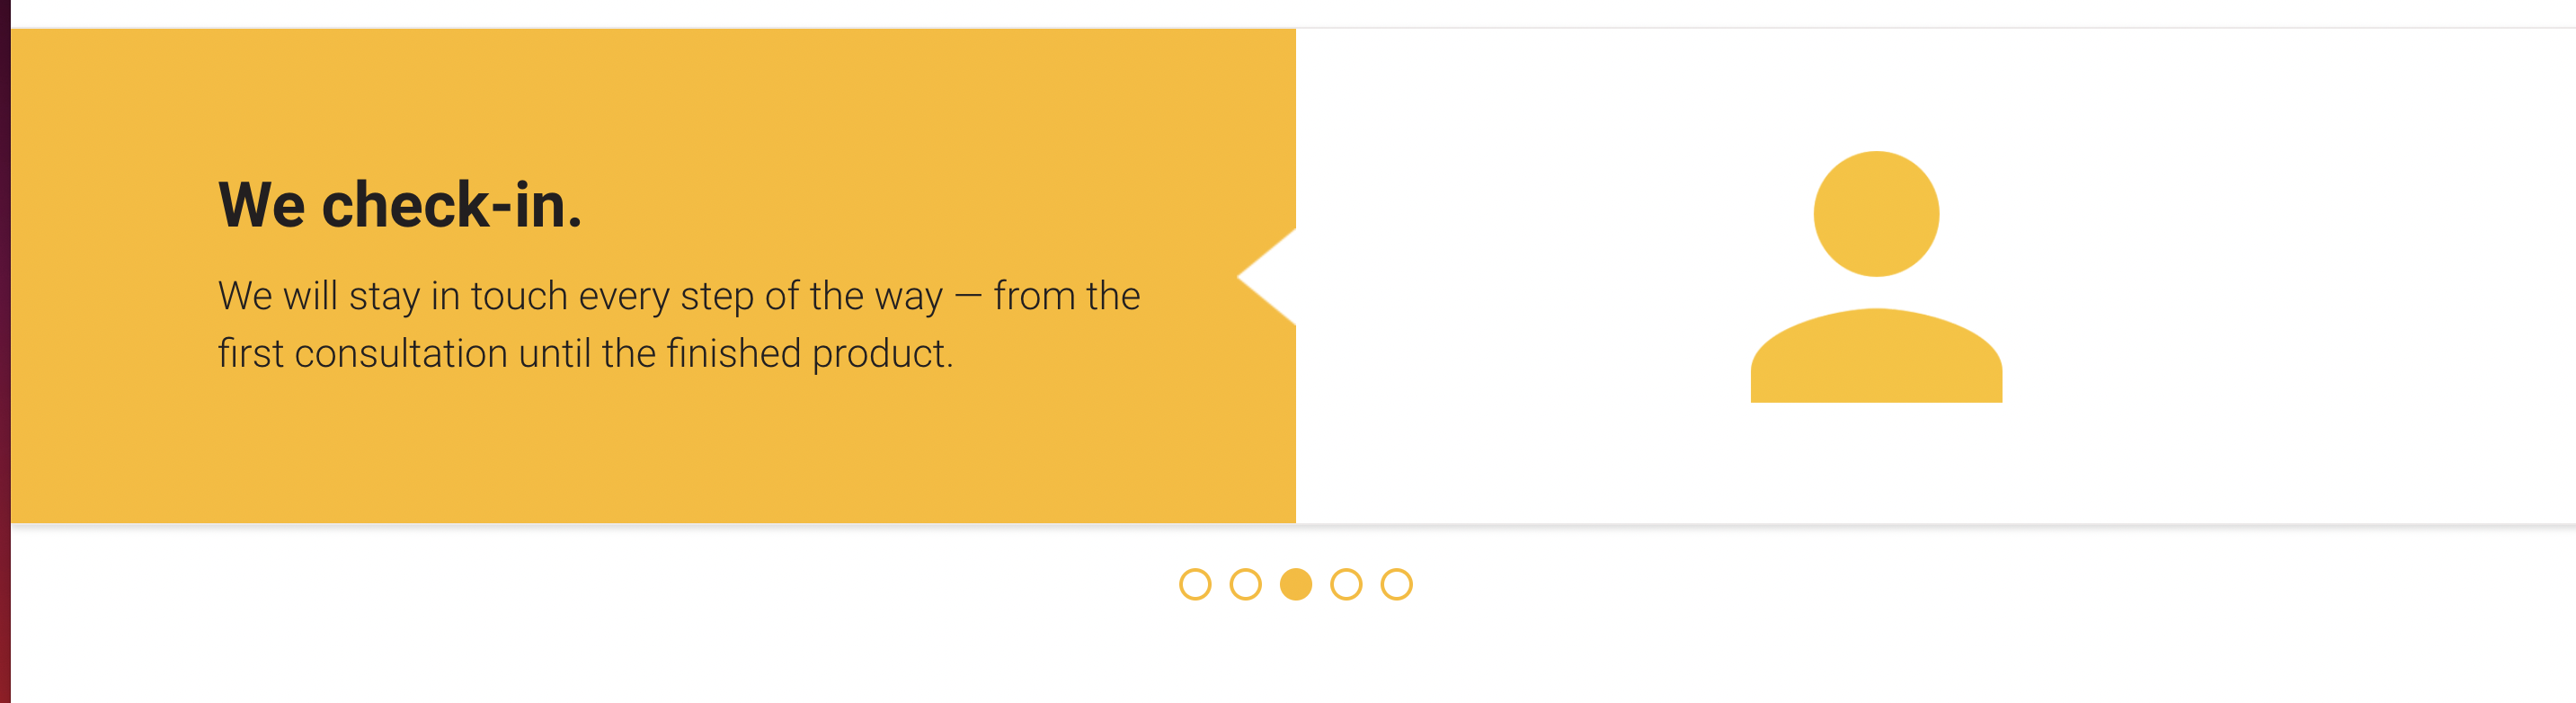 We check-in.
We will stay in touch every step of the way — from the
first consultation until the finished product.